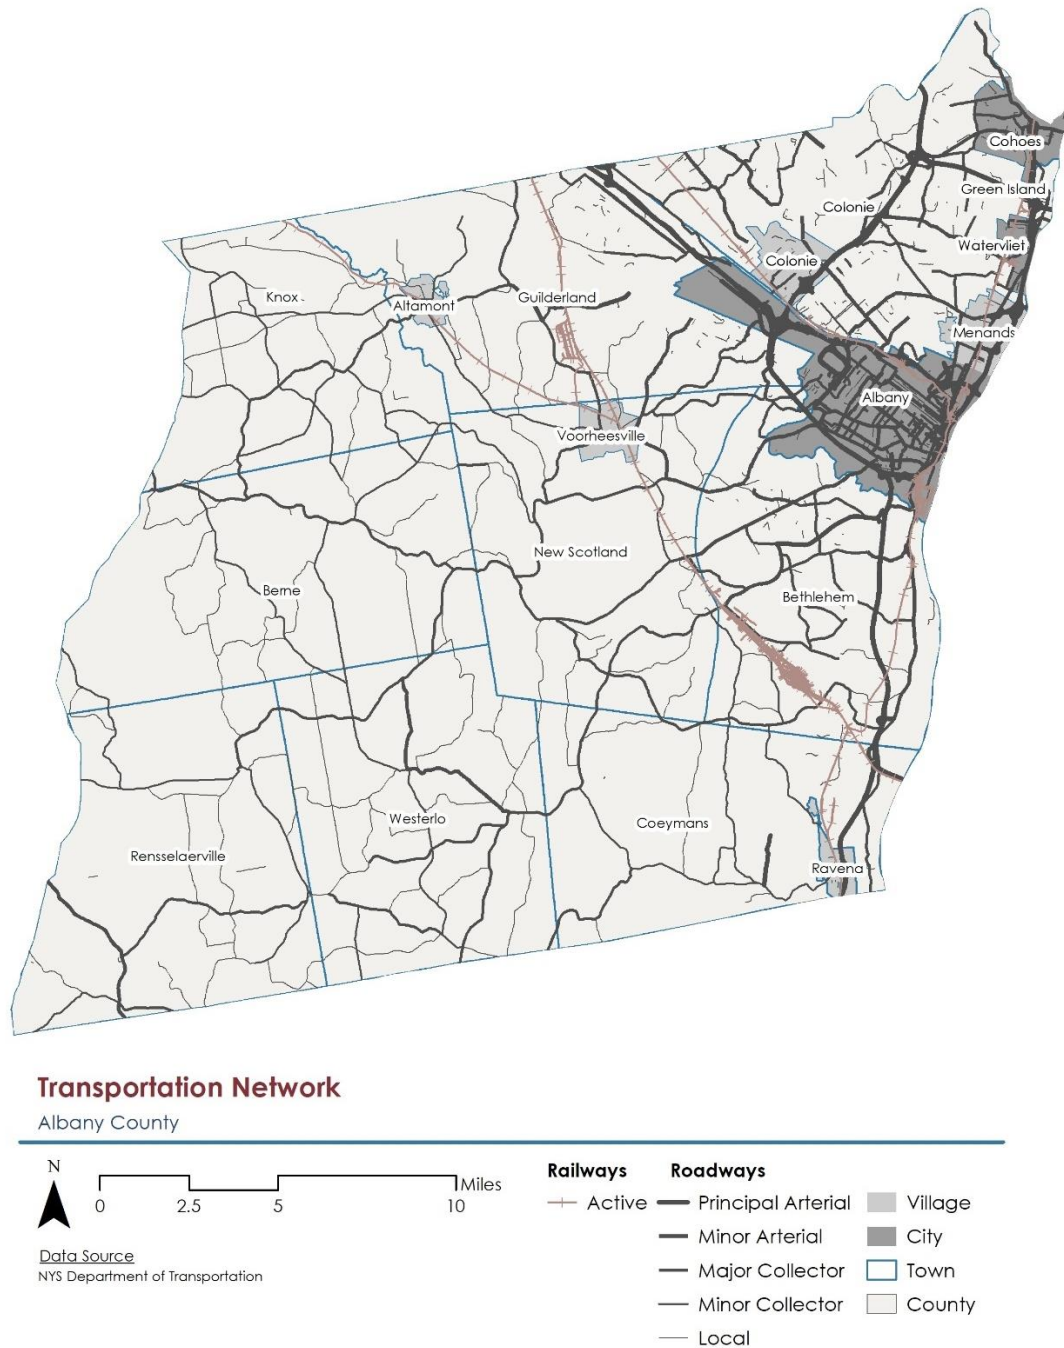 Cohoes
Green Island
Colonie
Watervliet
Colonie
Knox
Altamont
Guilderland
Menands
Albany
Voorheesville
New Scotland
Berne
Bethlehem
Westerlo
Coeymans
Rensselaerville
Ravena
Transportation Network
Albany County
N
0 2.5 5 10 Miles
Data Source
NYS Department of Transportation
Railways
Active
Roadways
Principal Arterial
Minor Arterial
Major Collector
Minor Collector
Local
Village
City
Town
County